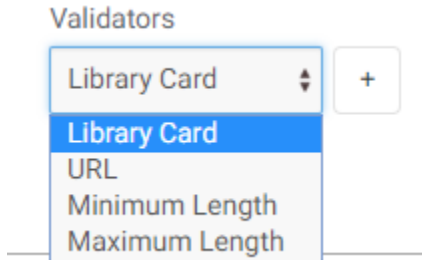 Validators
Library Card
+
Library Card
URL
Minimum Length
Maximum Length